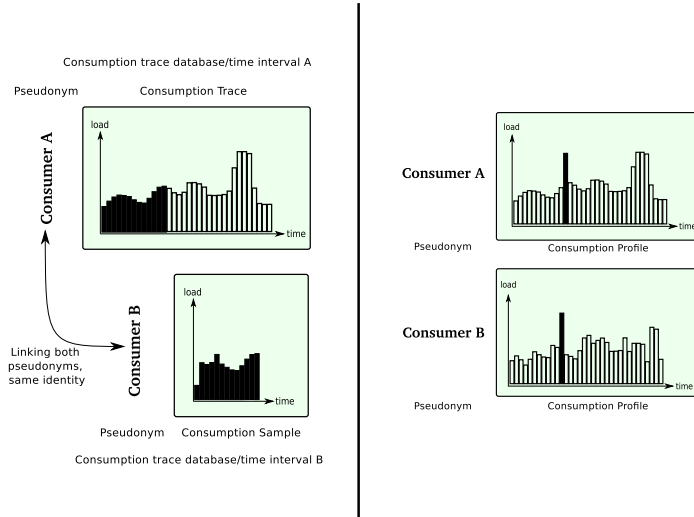 Consumption trace database/time interval A
Pseudonym
Consumption Trace
Consumer A
load
time
Linking both
pseudonyms,
same identity
Consumer B
load
time
Pseudonym
Consumption Sample
Consumption trace database/time interval B
load
Consumer A
time
Pseudonym
Consumption Profile
load
Consumer B
time
Pseudonym
Consumption Profile